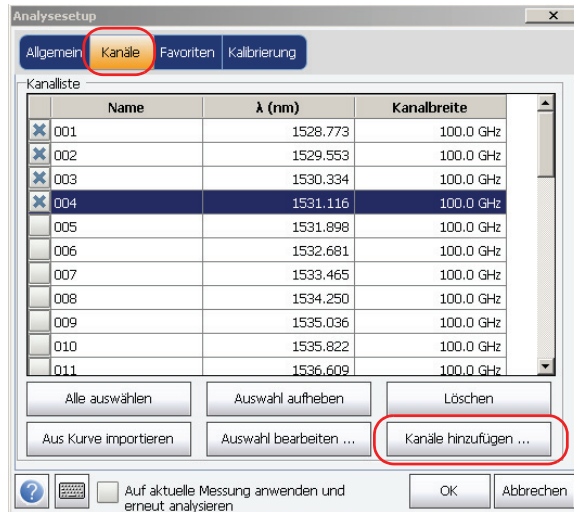 Analysesetup
Allgemein Kanäle Favoriten Kalibrierung
Kanalliste
Name λ (nm) Kanalbreite
001 1528.773 100.0 GHz
002 1529.553 100.0 GHz
003 1530.334 100.0 GHz
004 1531.116 100.0 GHz
005 1531.898 100.0 GHz
006 1532.681 100.0 GHz
007 1533.465 100.0 GHz
008 1534.250 100.0 GHz
009 1535.036 100.0 GHz
010 1535.822 100.0 GHz
011 1536.609 100.0 GHz
Alle auswählen Auswahl aufheben Löschen
Aus Kurve importieren Auswahl bearbeiten ... Kanäle hinzufügen ...
Auf aktuelle Messung anwenden und
erneut analysieren
OK Abbrechen